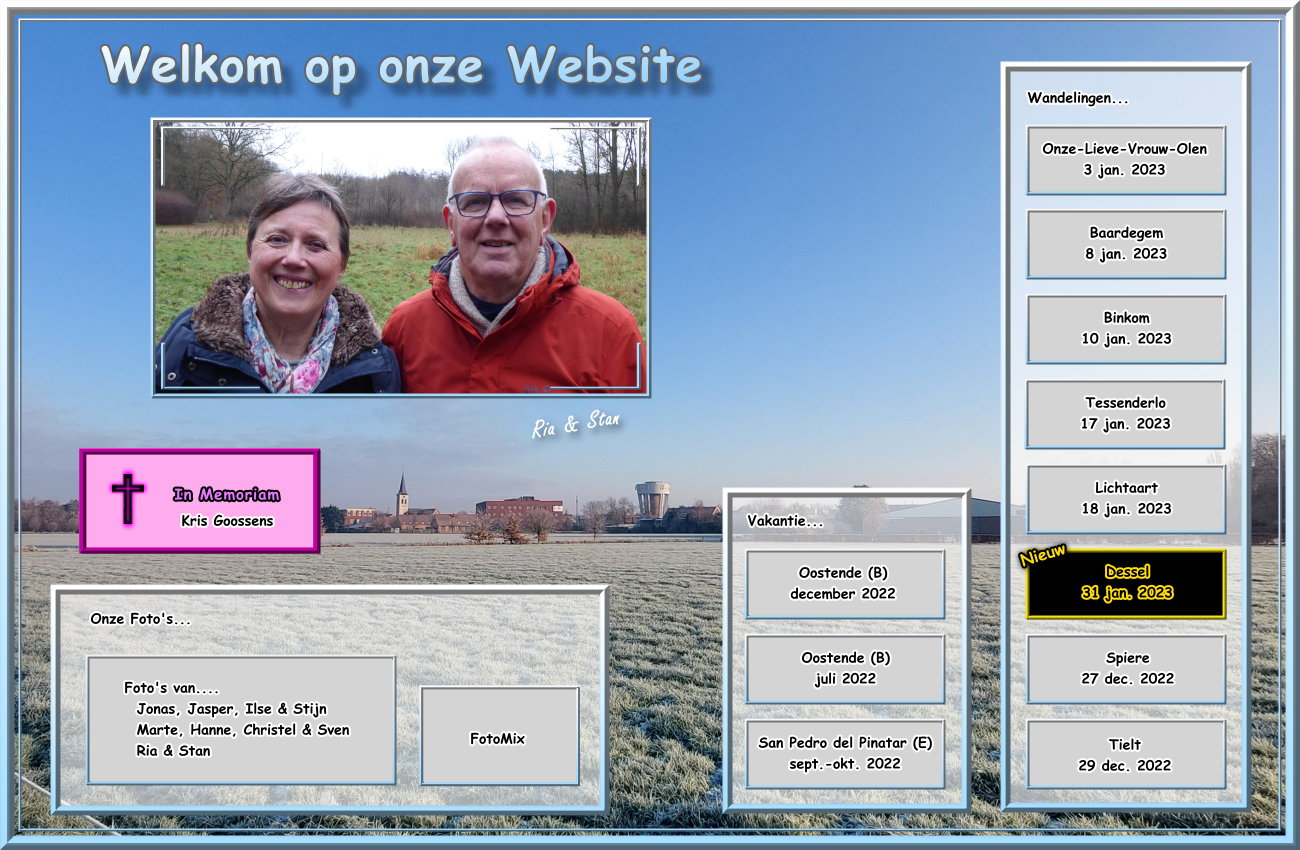 Welkom op onze Website
Ria & Stan
In Memoriam
Kris Goossens
Onze Foto's...
Foto's van....
Jonas, Jasper, Ilse & Stijn
Marte, Hanne, Christel & Sven
Ria & Stan
FotoMix
Vakantie...
Oostende (B)
december 2022
Oostende (B)
juli 2022
San Pedro del Pinatar (E)
sept.-okt. 2022
Wandelingen...
Onze-Lieve-Vrouw-Olen
3 jan. 2023
Baardegem
8 jan. 2023
Binkom
10 jan. 2023
Tessenderlo
17 jan. 2023
Lichtaart
18 jan. 2023
Nieuw
Dessel
31 jan. 2023
Spiere
27 dec. 2022
Tielt
29 dec. 2022